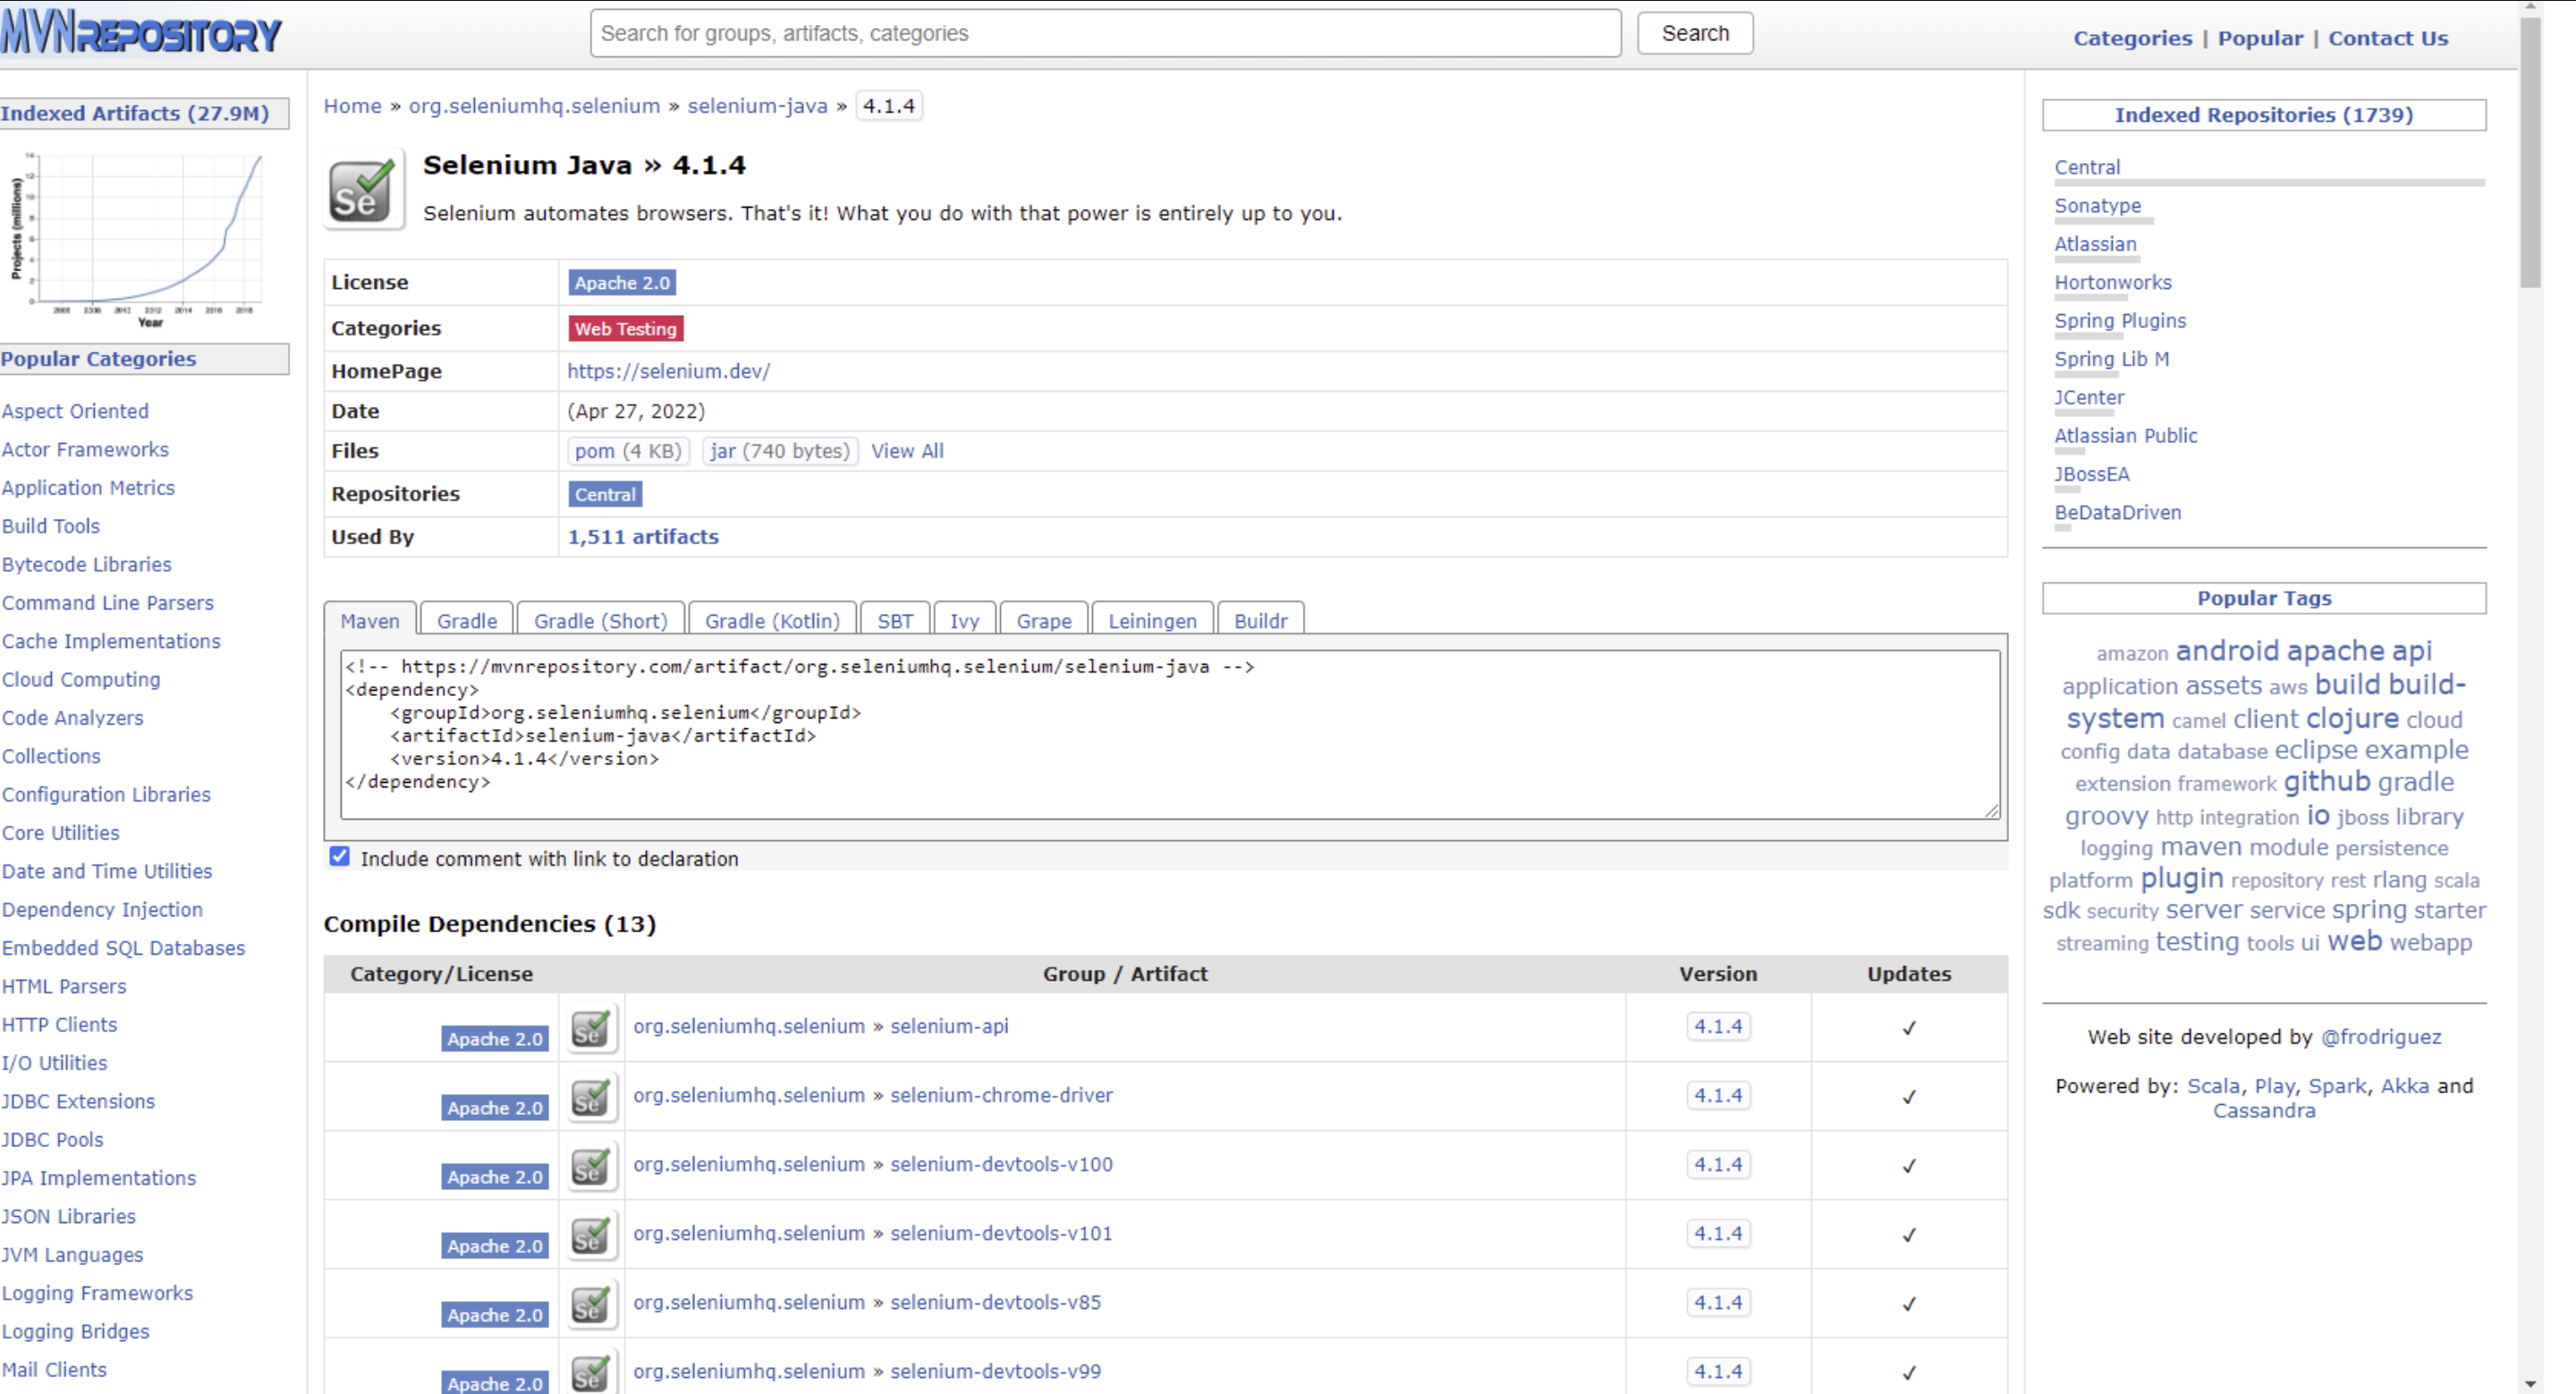 MVNREPOSITORY
Search for groups, artifacts, categories
Search
Categories | Popular | Contact Us
Indexed Artifacts (27.9M)
Projects (millions)
14
12
10
8
6
4
2
0
2006 2008 2010 2012 2014 2016 2018
Year
Popular Categories
Aspect Oriented
Actor Frameworks
Application Metrics
Build Tools
Bytecode Libraries
Command Line Parsers
Cache Implementations
Cloud Computing
Code Analyzers
Collections
Configuration Libraries
Core Utilities
Date and Time Utilities
Dependency Injection
Embedded SQL Databases
HTML Parsers
HTTP Clients
I/O Utilities
JDBC Extensions
JDBC Pools
JPA Implementations
JSON Libraries
JVM Languages
Logging Frameworks
Logging Bridges
Mail Clients
Home » org.seleniumhq.selenium » selenium-java » 4.1.4
Se
Selenium Java » 4.1.4
Selenium automates browsers. That's it! What you do with that power is entirely up to you.
License Apache 2.0
Categories Web Testing
HomePage https://selenium.dev/
Date (Apr 27, 2022)
Files pom (4 KB) jar (740 bytes) View All
Repositories Central
Used By 1,511 artifacts
Maven Gradle Gradle (Short) Gradle (Kotlin) SBT Ivy Grape Leiningen Buildr
<!-- https://mvnrepository.com/artifact/org.seleniumhq.selenium/selenium-java -->
<dependency>
    <groupId>org.seleniumhq.selenium</groupId>
    <artifactId>selenium-java</artifactId>
    <version>4.1.4</version>
</dependency>
Include comment with link to declaration
Compile Dependencies (13)
Category/License Group / Artifact Version Updates
Apache 2.0 Se org.seleniumhq.selenium » selenium-api 4.1.4 ✓
Apache 2.0 Se org.seleniumhq.selenium » selenium-chrome-driver 4.1.4 ✓
Apache 2.0 Se org.seleniumhq.selenium » selenium-devtools-v100 4.1.4 ✓
Apache 2.0 Se org.seleniumhq.selenium » selenium-devtools-v101 4.1.4 ✓
Apache 2.0 Se org.seleniumhq.selenium » selenium-devtools-v85 4.1.4 ✓
Apache 2.0 Se org.seleniumhq.selenium » selenium-devtools-v99 4.1.4 ✓
Indexed Repositories (1739)
Central
Sonatype
Atlassian
Hortonworks
Spring Plugins
Spring Lib M
JCenter
Atlassian Public
JBossEA
BeDataDriven
Popular Tags
amazon android apache api
application assets aws build build-
system camel client clojure cloud
config data database eclipse example
extension framework github gradle
groovy http integration io jboss library
logging maven module persistence
platform plugin repository rest rlang scala
sdk security server service spring starter
streaming testing tools ui web webapp
Web site developed by @frodriguez
Powered by: Scala, Play, Spark, Akka and
Cassandra